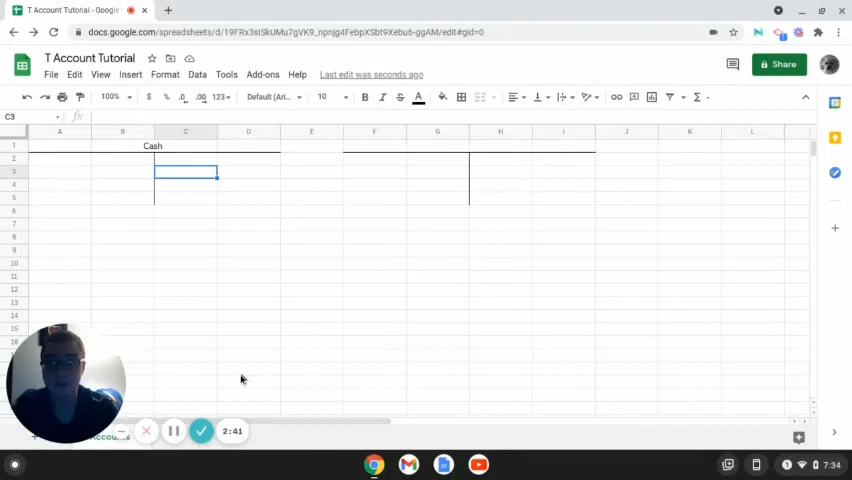 T Account Tutorial - Google
docs.google.com/spreadsheets/d/19FRx3siSkUMu7gVK9_npnjg4FebpXSbt9Xebu6-ggAM/edit#gid=0
T Account Tutorial
File Edit View Insert Format Data Tools Add-ons Help Last edit was seconds ago
Share
100% $ % .0 .00 123 Default (Ari... 10 B I S A
C3 fx
A B C D E F G H I J K L
1 Cash
2
3
4
5
6
7
8
9
10
11
12
13
14
15
16
2:41
1 7:34